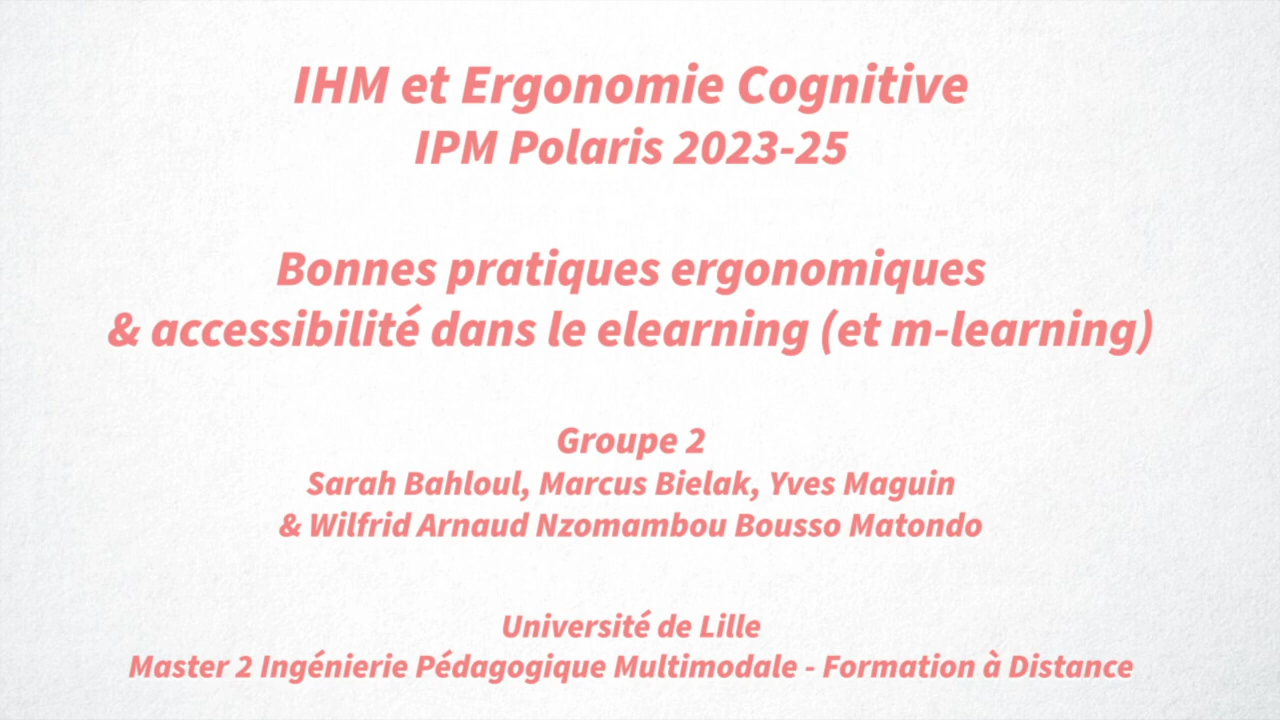 IHM et Ergonomie Cognitive
IPM Polaris 2023-25
Bonnes pratiques ergonomiques
& accessibilité dans le elearning (et m-learning)
Groupe 2
Sarah Bahloul, Marcus Bielak, Yves Maguin
& Wilfrid Arnaud Nzomambou Bousso Matondo
Université de Lille
Master 2 Ingénierie Pédagogique Multimodale - Formation à Distance